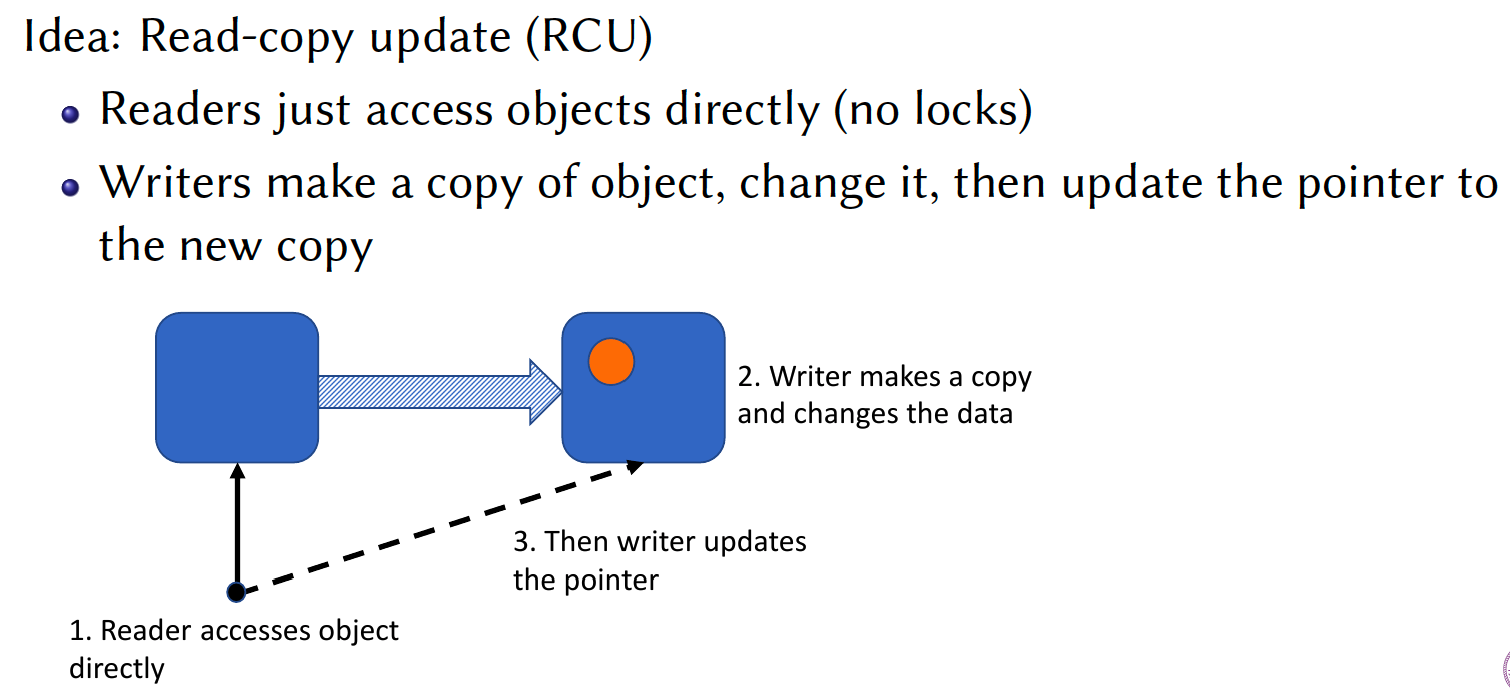 Idea: Read-copy update (RCU)
Readers just access objects directly (no locks)
Writers make a copy of object, change it, then update the pointer to
the new copy
2. Writer makes a copy
and changes the data
3. Then writer updates
the pointer
1. Reader accesses object
directly